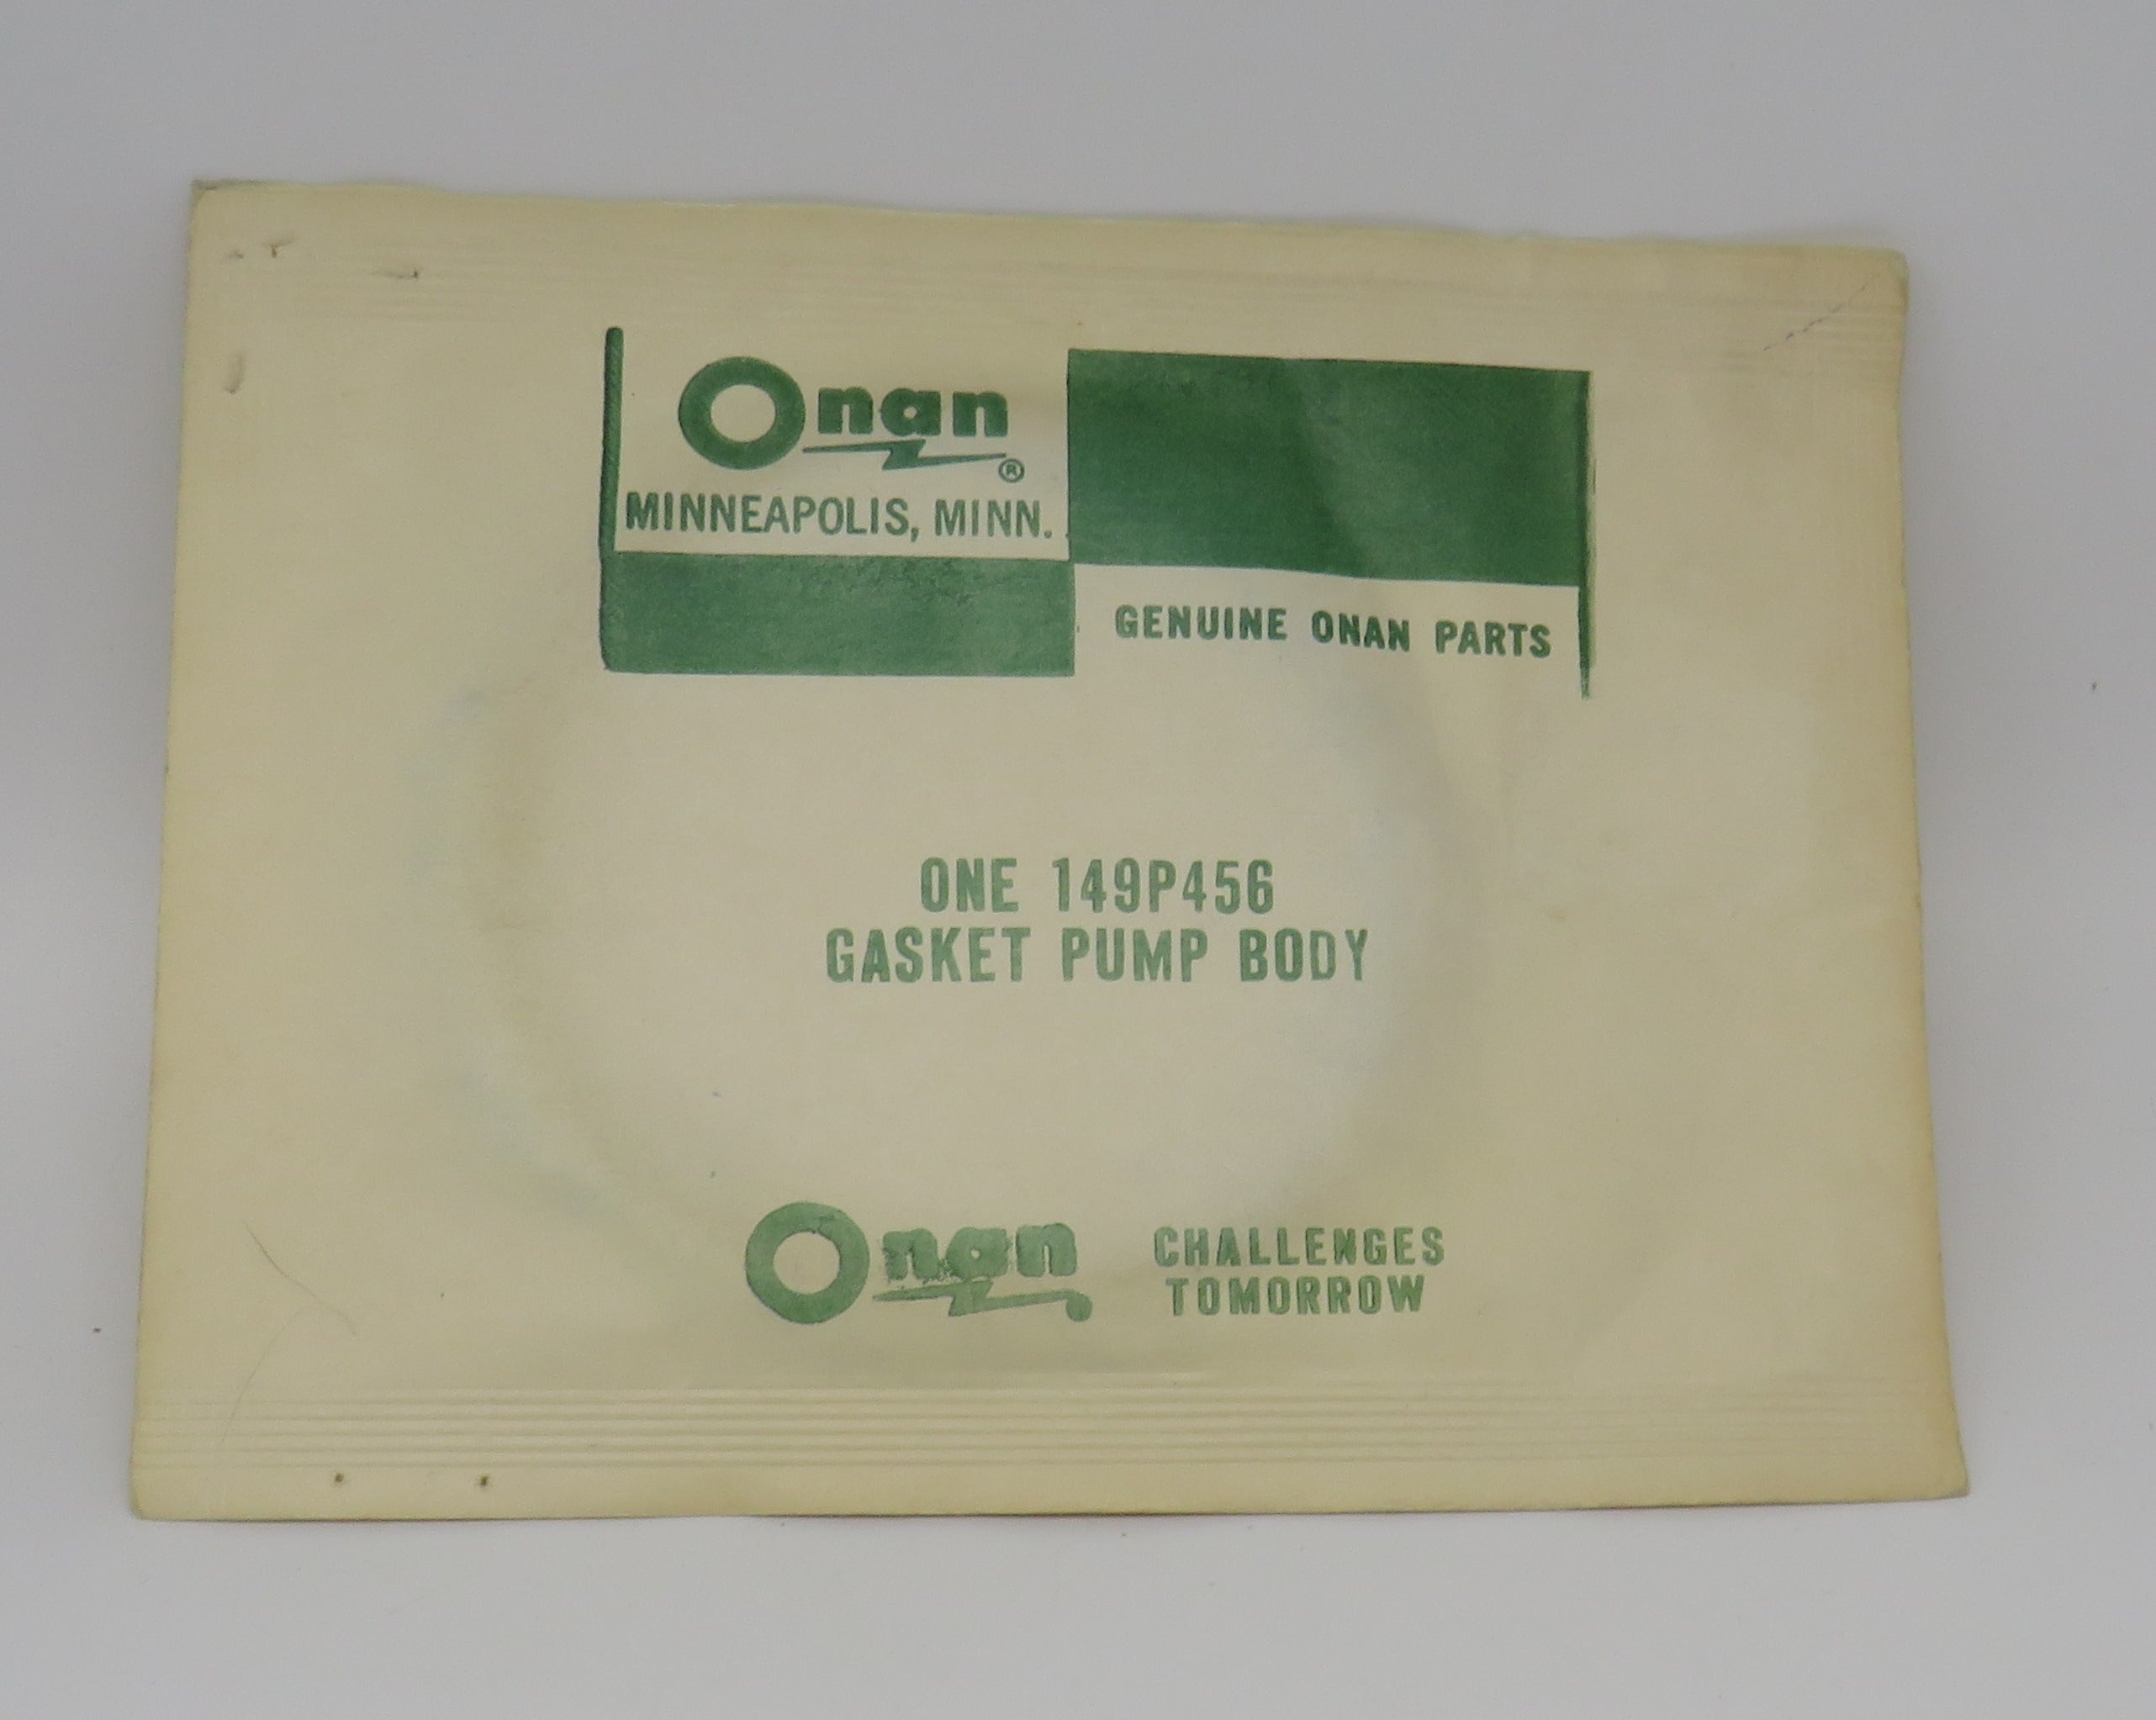 Onan ®
MINNEAPOLIS, MINN.
GENUINE ONAN PARTS
ONE 149P456
GASKET PUMP BODY
Onan
CHALLENGES
TOMORROW